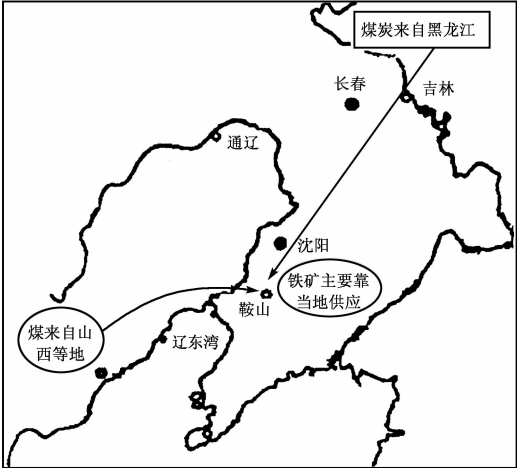 煤炭来自黑龙江
长春
吉林
通辽
沈阳
铁矿主要靠
当地供应
鞍山
煤来自山
西等地
辽东湾